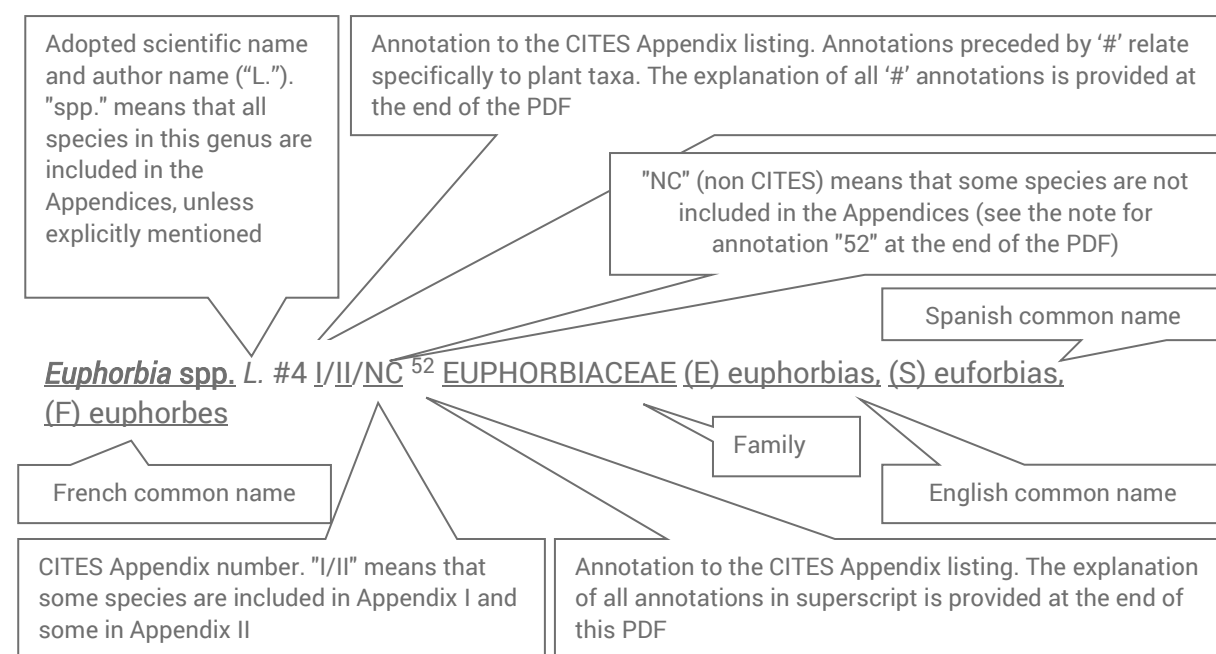 Adopted scientific name
and author name (“L.”).
"spp." means that all
species in this genus are
included in the
Appendices, unless
explicitly mentioned
Annotation to the CITES Appendix listing. Annotations preceded by ‘#’ relate
specifically to plant taxa. The explanation of all ‘#’ annotations is provided at
the end of the PDF
"NC" (non CITES) means that some species are not
included in the Appendices (see the note for
annotation "52" at the end of the PDF)
Spanish common name
Euphorbia spp. L. #4 I/II/NC 52 EUPHORBIACEAE (E) euphorbias, (S) euforbias,
(F) euphorbes
Family
French common name
English common name
CITES Appendix number. "I/II" means that
some species are included in Appendix I and
some in Appendix II
Annotation to the CITES Appendix listing. The explanation
of all annotations in superscript is provided at the end of
this PDF